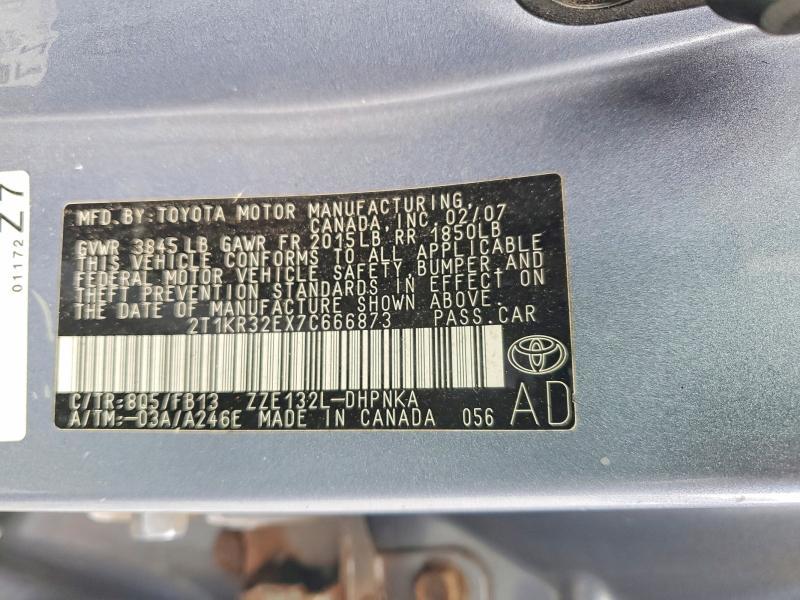 MFD. BY: TOYOTA MOTOR MANUFACTURING,
CANADA, INC. 02/07
GVWR 3845 LB GAWR FR 2015LB RR 1850LB
THIS VEHICLE CONFORMS TO ALL APPLICABLE
FEDERAL MOTOR VEHICLE SAFETY, BUMPER AND
THEFT PREVENTION STANDARDS IN EFFECT ON
THE DATE OF MANUFACTURE SHOWN ABOVE.
2T1KR32EX7C666873 PASS. CAR
C/TR: 8Q5/FB13 ZZE132L-DHPNKA
A/TM: -03A/A246E MADE IN CANADA 056
AD
01172
Z7